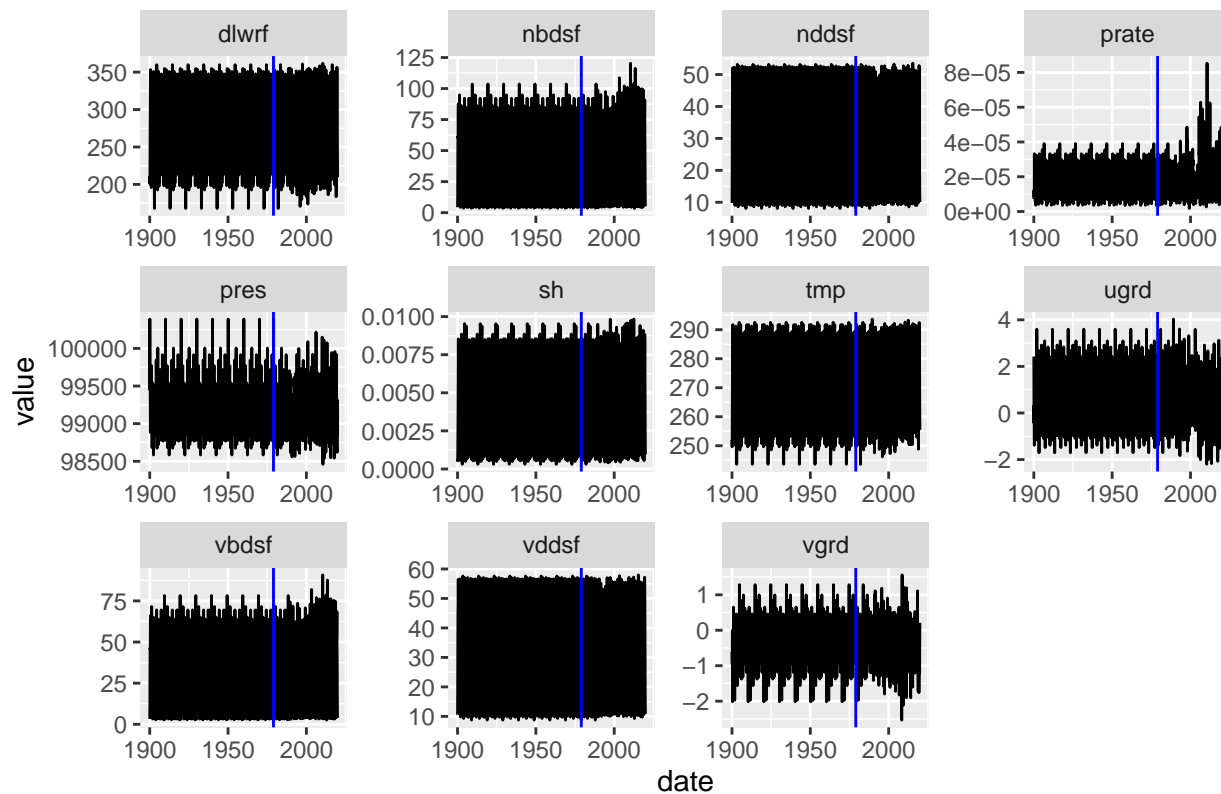 dlwrf nbdsf nddsf prate
350
300
250
200
1900 1950 2000
125
100
75
50
25
0
1900 1950 2000
50
40
30
20
10
1900 1950 2000
8e−05
6e−05
4e−05
2e−05
0e+00
1900 1950 2000
pres sh tmp ugrd
100000
99500
99000
98500
1900 1950 2000
0.0100
0.0075
0.0050
0.0025
0.0000
1900 1950 2000
290
280
270
260
250
1900 1950 2000
4
2
0
−2
1900 1950 2000
vbdsf vddsf vgrd
75
50
25
0
1900 1950 2000
60
50
40
30
20
10
1900 1950 2000
1
0
−1
−2
1900 1950 2000
value
date